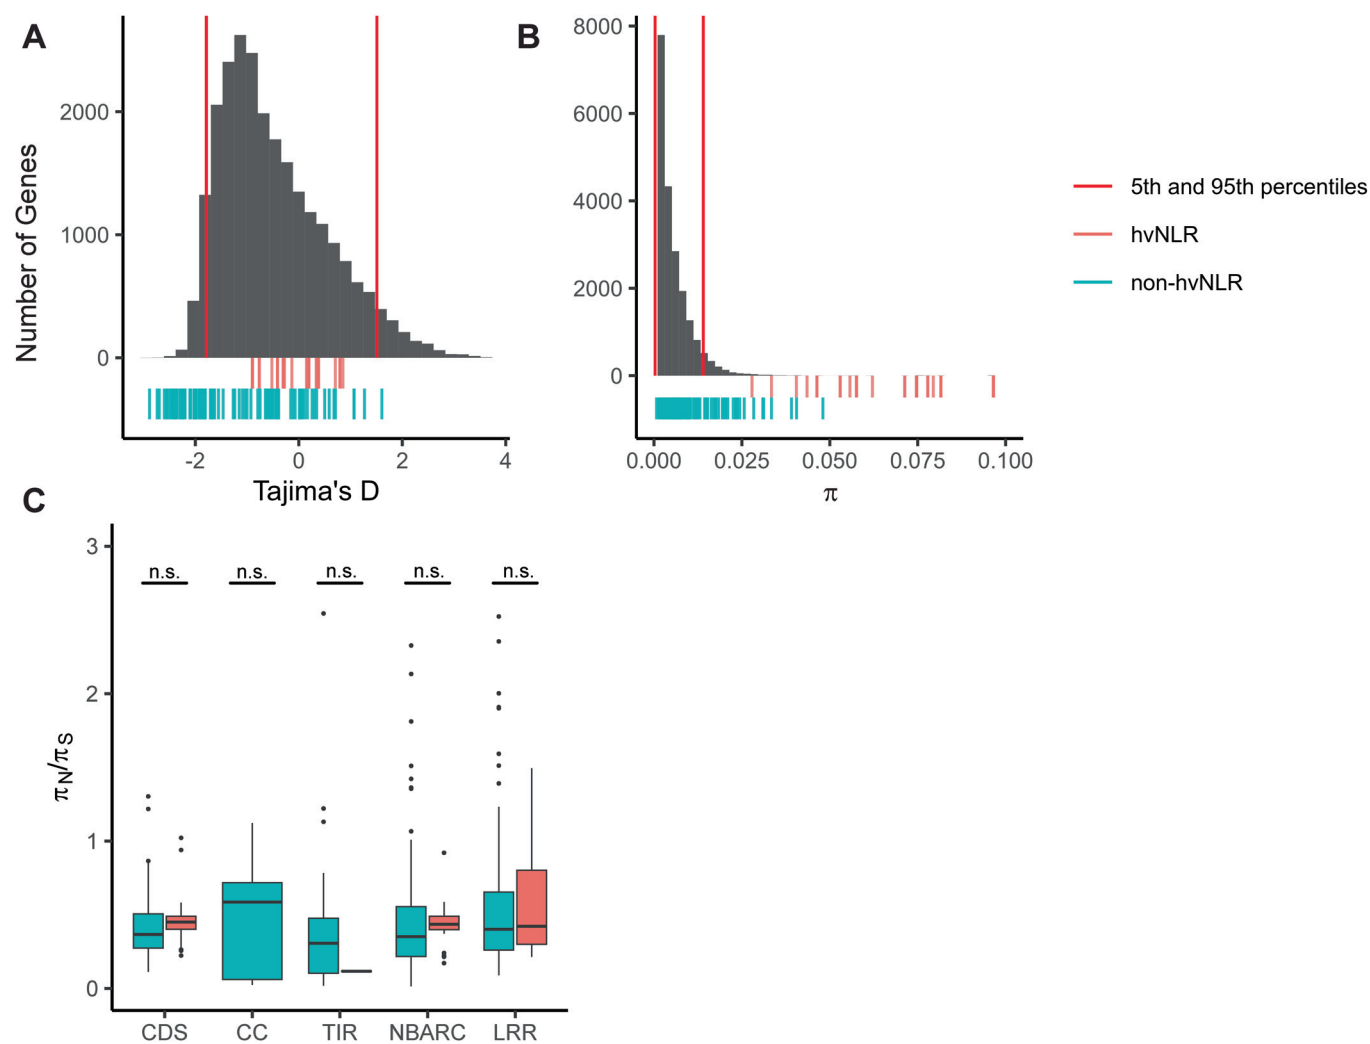 A
Number of Genes
2000
1000
0
-2
0
2
4
Tajima's D
B
8000
6000
4000
2000
0
0.000
0.025
0.050
0.075
0.100
π
5th and 95th percentiles
hvNLR
non-hvNLR
C
πN/πS
3
2
1
0
n.s.
n.s.
n.s.
n.s.
n.s.
CDS
CC
TIR
NBARC
LRR